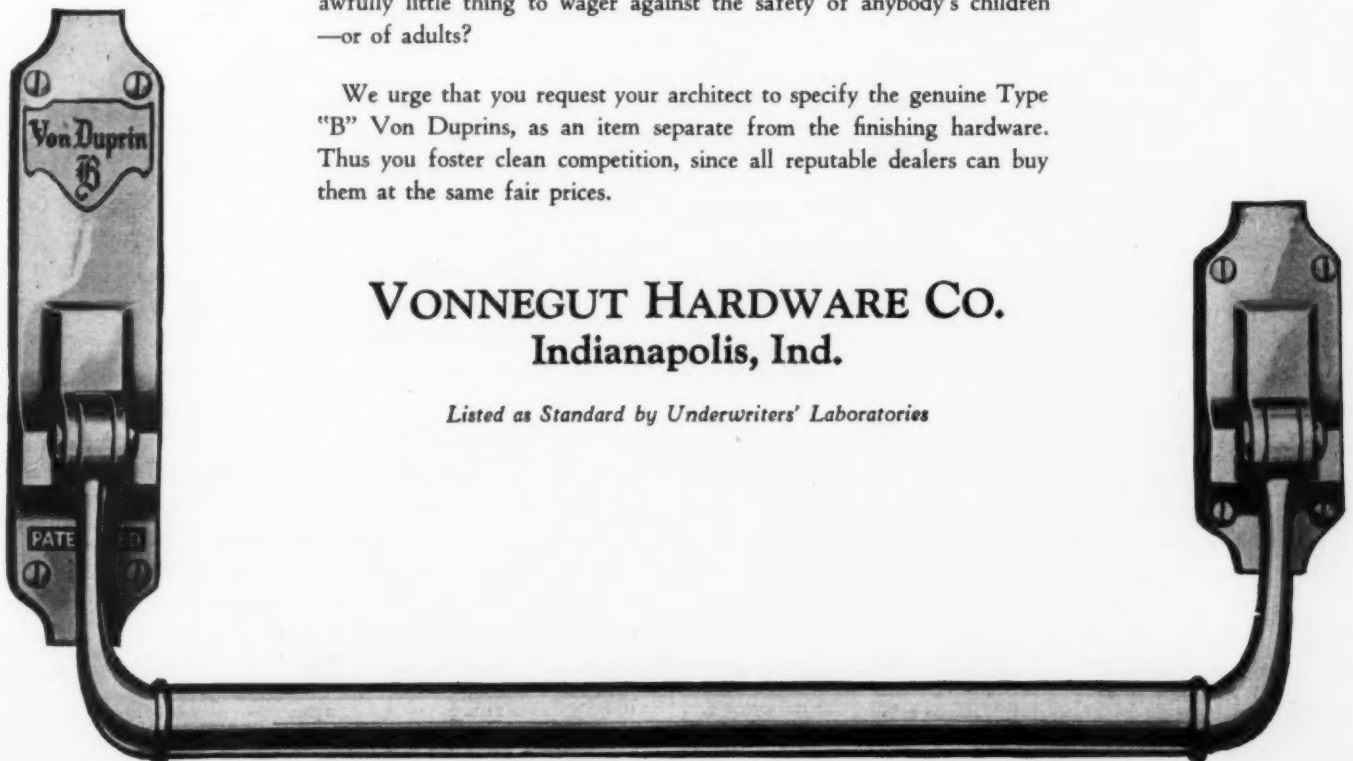 awfully little thing to wager against the safety of anybody's children
—or of adults?
We urge that you request your architect to specify the genuine Type
"B" Von Duprins, as an item separate from the finishing hardware.
Thus you foster clean competition, since all reputable dealers can buy
them at the same fair prices.
VONNEGUT HARDWARE CO.
Indianapolis, Ind.
Listed as Standard by Underwriters' Laboratories
Von Duprin
B
PATE ED